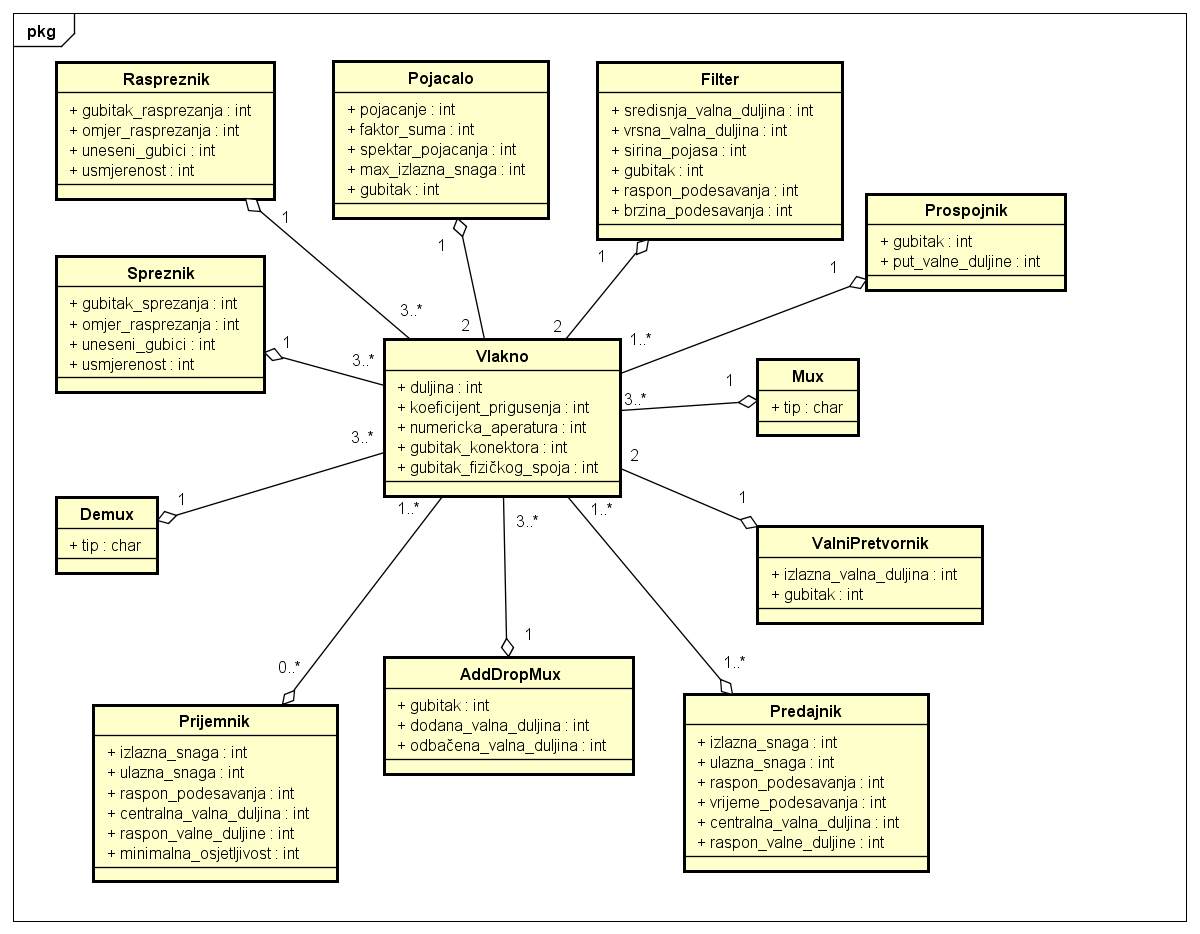 pkg
Raspreznik
+ gubitak_rasprezanja : int
+ omjer_rasprezanja : int
+ uneseni_gubici : int
+ usmjerenost : int
Pojacalo
+ pojacanje : int
+ faktor_suma : int
+ spektar_pojacanja : int
+ max_izlazna_snaga : int
+ gubitak : int
Filter
+ sredisnja_valna_duljina : int
+ vrsna_valna_duljina : int
+ sirina_pojasa : int
+ gubitak : int
+ raspon_podesavanja : int
+ brzina_podesavanja : int
Prospojnik
+ gubitak : int
+ put_valne_duljine : int
1
1
1
1
Spreznik
+ gubitak_sprezanja : int
+ omjer_rasprezanja : int
+ uneseni_gubici : int
+ usmjerenost : int
3..*
2
2
1..*
1
3..*
Vlakno
+ duljina : int
+ koeficijent_prigusenja : int
+ numericka_aperatura : int
+ gubitak_konektora : int
+ gubitak_fizičkog_spoja : int
Mux
+ tip : char
1
3..*
3..*
2
1
1
Demux
+ tip : char
1..*
3..*
1..*
ValniPretvornik
+ izlazna_valna_duljina : int
+ gubitak : int
0..*
1
1..*
Prijemnik
+ izlazna_snaga : int
+ ulazna_snaga : int
+ raspon_podesavanja : int
+ centralna_valna_duljina : int
+ raspon_valne_duljine : int
+ minimalna_osjetljivost : int
AddDropMux
+ gubitak : int
+ dodana_valna_duljina : int
+ odbačena_valna_duljina : int
Predajnik
+ izlazna_snaga : int
+ ulazna_snaga : int
+ raspon_podesavanja : int
+ vrijeme_podesavanja : int
+ centralna_valna_duljina : int
+ raspon_valne_duljine : int